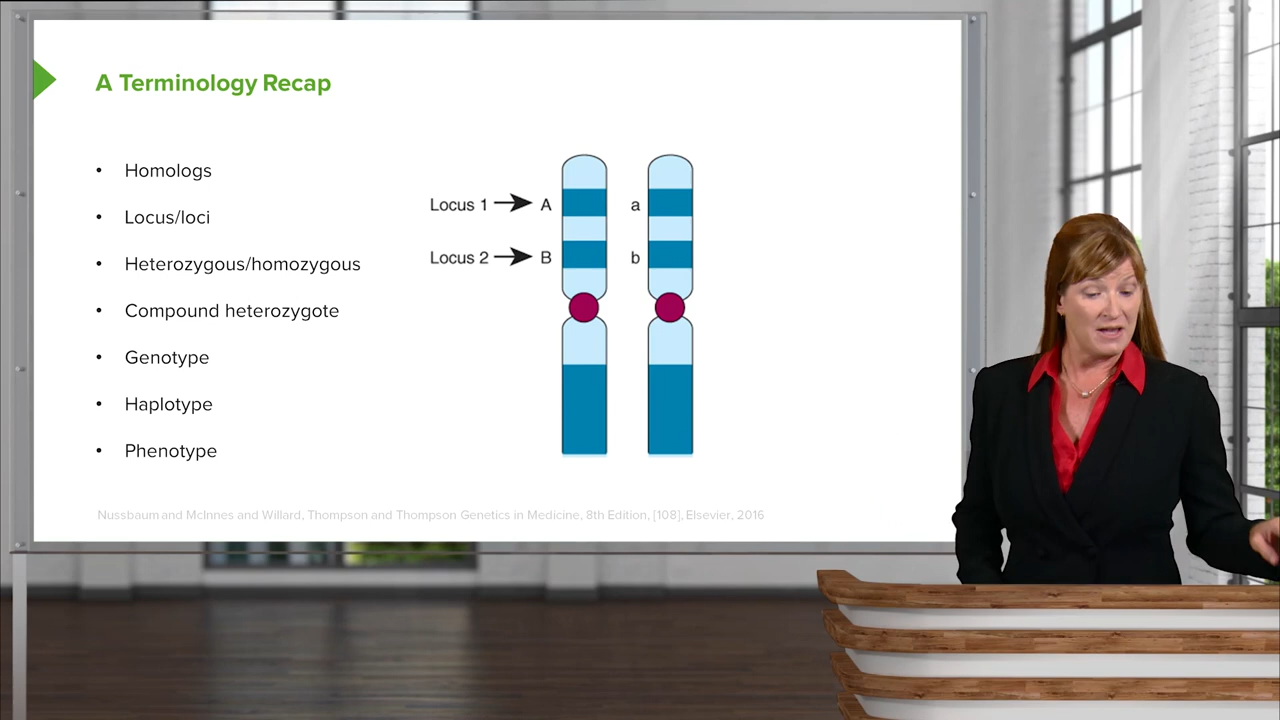 A Terminology Recap
• Homologs
• Locus/loci
• Heterozygous/homozygous
• Compound heterozygote
• Genotype
• Haplotype
• Phenotype
Locus 1 → A a
Locus 2 → B b
Nussbaum and McInnes and Willard, Thompson and Thompson Genetics in Medicine, 8th Edition, [108], Elsevier, 2016